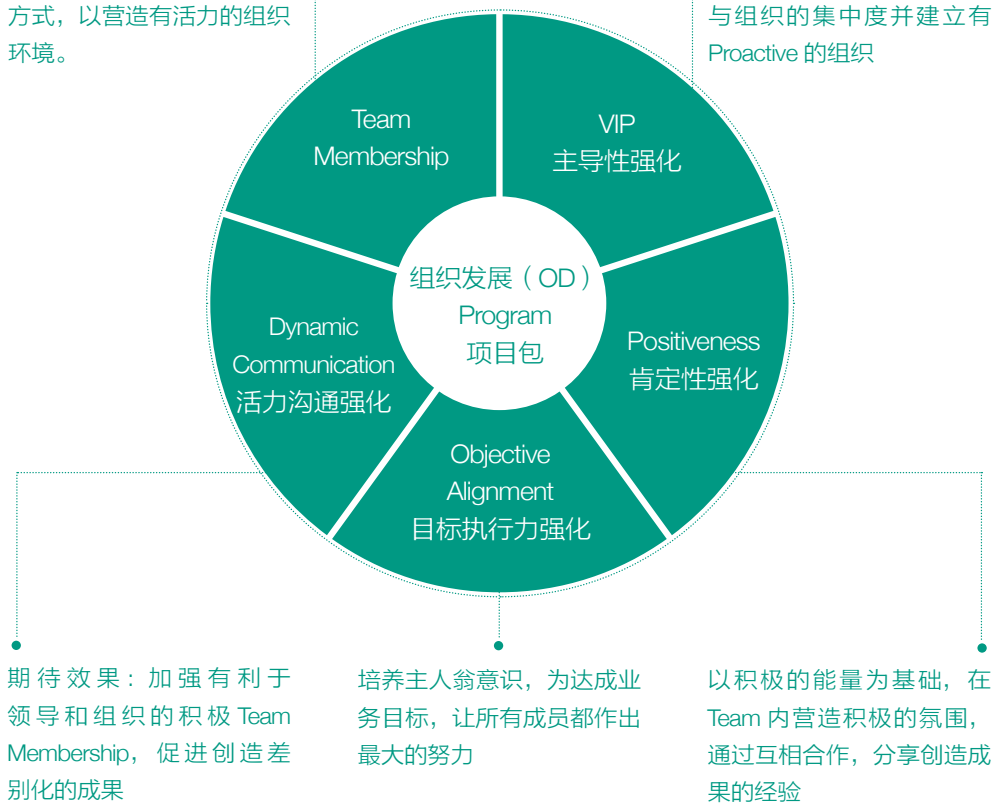 方式，以营造有活力的组织
环境。
与组织的集中度并建立有
Proactive 的组织
Team
Membership
VIP
主导性强化
组织发展（OD）
Program
项目包
Dynamic
Communication
活力沟通强化
Positiveness
肯定性强化
Objective
Alignment
目标执行力强化
期待效果：加强有利于
领导和组织的积极 Team
Membership，促进创造差
别化的成果
培养主人翁意识，为达成业
务目标，让所有成员都作出
最大的努力
以积极的能量为基础，在
Team 内营造积极的氛围，
通过互相合作，分享创造成
果的经验